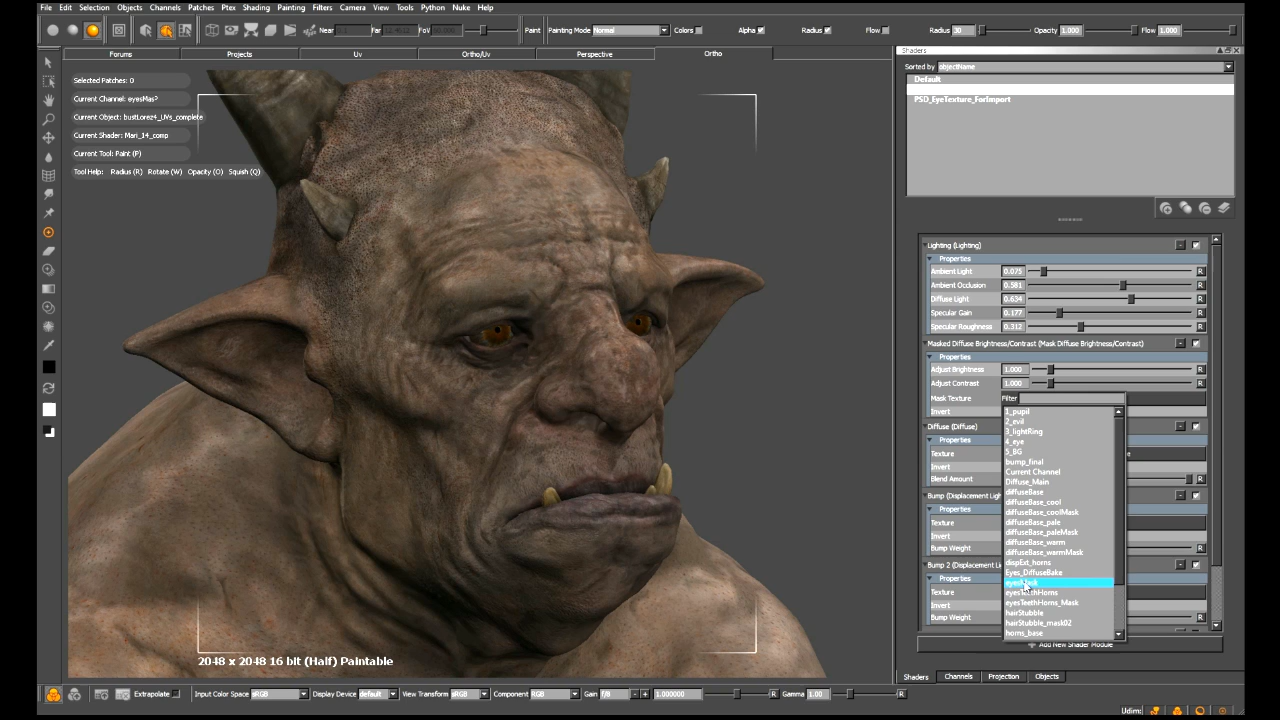 File Edit Selection Objects Channels Patches Ptex Shading Painting Filters Camera View Tools Python Nuke Help
Near Far FoV Paint Painting Mode Normal Colors Alpha Radius Flow Radius 30 Opacity 1.000 Flow 1.000
Forums Projects Uv Ortho/Uv Perspective Ortho
Selected Patches: 0
Current Channel: eyesMas?
Current Object: bustLorez4_UVs_complete
Current Shader: Mari_14_comp
Current Tool: Paint (P)
Tool Help: Radius (R) Rotate (W) Opacity (O) Squish (Q)
2048 x 2048 16 bit (Half) Paintable
Shaders
Sorted by objectName
Default
PSD_EyeTexture_ForImport
Lighting (Lighting)
Properties
Ambient Light 0.075 R
Ambient Occlusion 0.581 R
Diffuse Light 0.634 R
Specular Gain 0.177 R
Specular Roughness 0.312 R
Masked Diffuse Brightness/Contrast (Mask Diffuse Brightness/Contrast)
Properties
Adjust Brightness 1.000 R
Adjust Contrast 1.000 R
Mask Texture
Invert
Diffuse (Diffuse)
Properties
Texture
Invert
Blend Amount R
Bump (Displacement
Properties
Texture
Invert
Bump Weight R
Bump 2 (Displacement
Properties
Texture
Invert
Bump Weight R
Filter
1_pupil
2_evil
3_lightRing
4_eye
5_BG
bump_final
Current Channel
Diffuse_Main
diffuseBase
diffuseBase_cool
diffuseBase_coolMask
diffuseBase_pale
diffuseBase_paleMask
diffuseBase_warm
diffuseBase_warmMask
dispExt_horns
Eyes_DiffuseBake
eyesTeethHorns
eyesTeethHorns_Mask
hairStubble
hairStubble_mask02
horns_base
Add New Shader Module
Shaders Channels Projection Objects
Extrapolate Input Color Space sRGB Display Device default View Transform sRGB Component RGB Gain f/8 - + 1.000000 R Gamma 1.00 R
Udim: